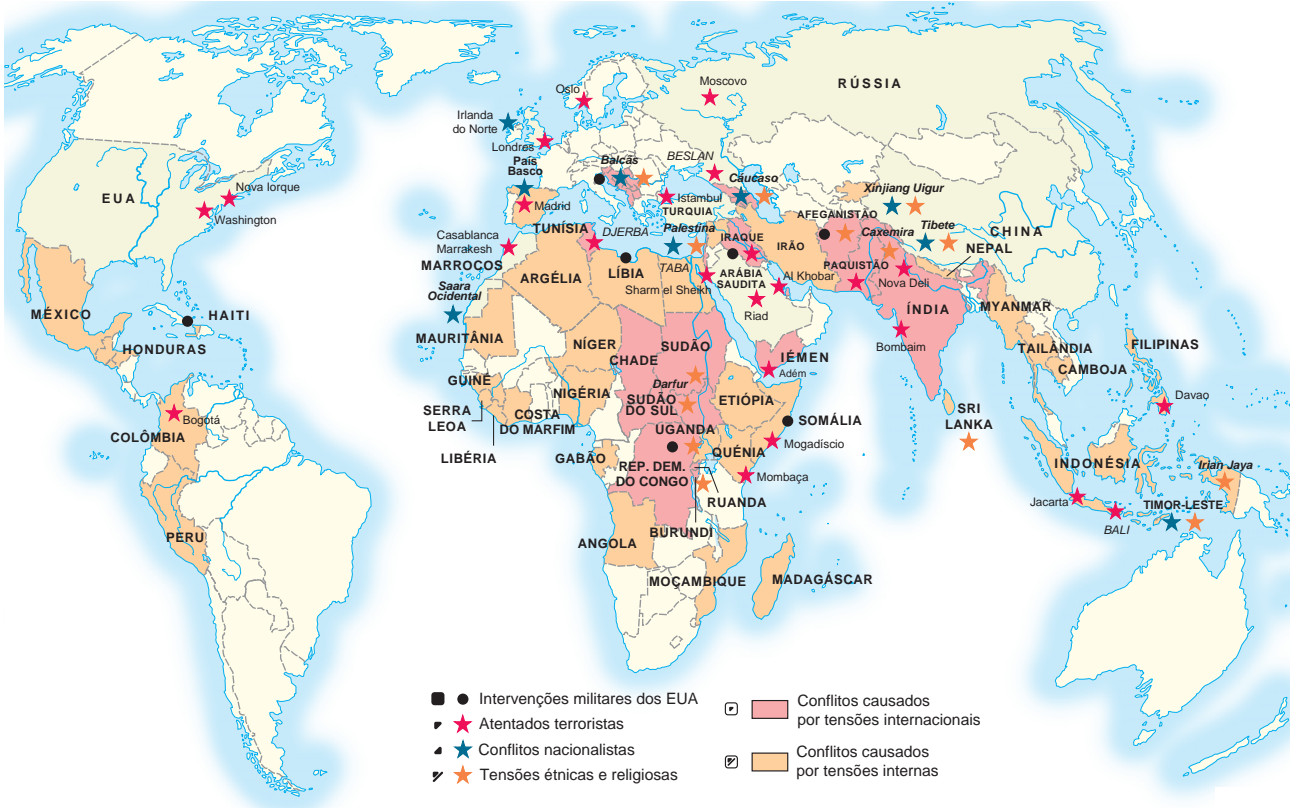 Oslo
Moscovo
RÚSSIA
Irlanda
do Norte
Londres
País
Basco
Balcãs
BESLAN
Cáucaso
Xinjiang Uigur
EUA
Nova Iorque
Washington
Madrid
Istambul
TURQUIA
AFEGANISTÃO
Caxemira
Tibete
CHINA
NEPAL
Casablanca
Marrakesh
MARROCOS
TUNÍSIA
DJERBA
Palestina
IRAQUE
IRÃO
PAQUISTÃO
Nova Deli
ARGÉLIA
LÍBIA
TABA
Sharm el Sheikh
ARÁBIA
SAUDITA
Al Khobar
Riad
ÍNDIA
MYANMAR
Saara
Ocidental
MÉXICO
HAITI
HONDURAS
MAURITÂNIA
NÍGER
CHADE
SUDÃO
IÉMEN
Adém
Bombaim
TAILÂNDIA
CAMBOJA
FILIPINAS
GUINÉ
NIGÉRIA
Darfur
SUDÃO
DO SUL
ETIÓPIA
SOMÁLIA
SRI
LANKA
Davao
Bogotá
COLÔMBIA
SERRA
LEOA
COSTA
DO MARFIM
LIBÉRIA
GABÃO
UGANDA
QUÉNIA
Mogadíscio
REP. DEM.
DO CONGO
Mombaça
RUANDA
INDONÉSIA
Irian Jaya
Jacarta
BALI
TIMOR-LESTE
PERU
ANGOLA
BURUNDI
MOÇAMBIQUE
MADAGÁSCAR
Intervenções militares dos EUA
Atentados terroristas
Conflitos nacionalistas
Tensões étnicas e religiosas
Conflitos causados
por tensões internacionais
Conflitos causados
por tensões internas